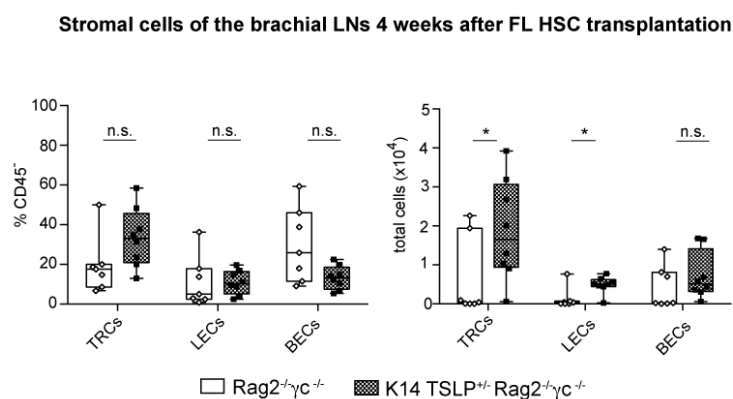 Stromal cells of the brachial LNs 4 weeks after FL HSC transplantation
% CD45⁻
100
80
60
40
20
0
n.s.
n.s.
n.s.
TRCs
LECs
BECs
total cells (x10⁴)
5
4
3
2
1
0
*
*
n.s.
TRCs
LECs
BECs
Rag2⁻/⁻γc⁻/⁻
K14 TSLP⁺/⁻ Rag2⁻/⁻γc⁻/⁻